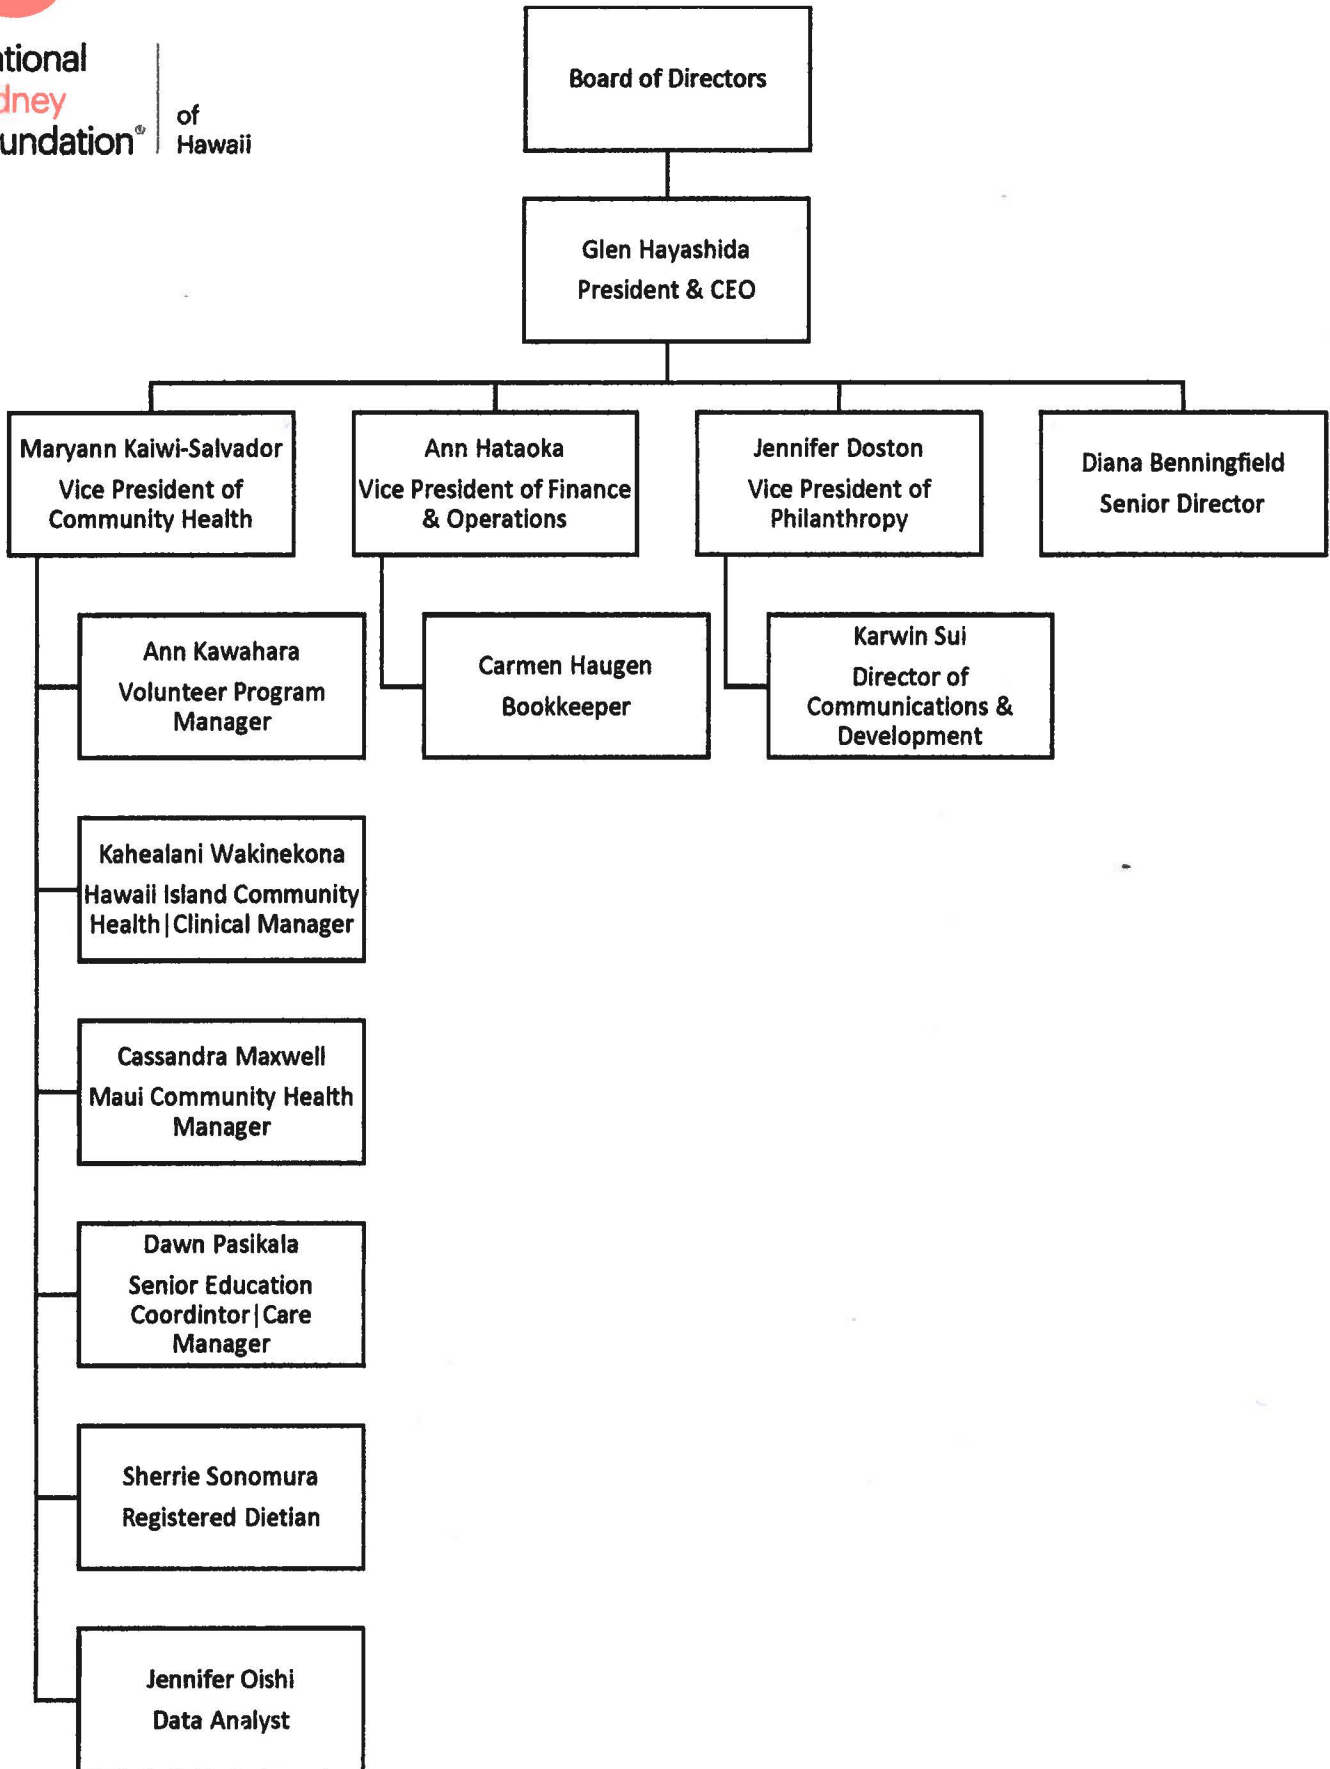 tional
dney
undation®
of
Hawaii
Board of Directors
Glen Hayashida
President & CEO
Maryann Kaiwi-Salvador
Vice President of
Community Health
Ann Hataoka
Vice President of Finance
& Operations
Jennifer Doston
Vice President of
Philanthropy
Diana Benningfield
Senior Director
Ann Kawahara
Volunteer Program
Manager
Carmen Haugen
Bookkeeper
Karwin Sui
Director of
Communications &
Development
Kahealani Wakinekona
Hawaii Island Community
Health|Clinical Manager
Cassandra Maxwell
Maui Community Health
Manager
Dawn Pasikala
Senior Education
Coordintor|Care
Manager
Sherrie Sonomura
Registered Dietian
Jennifer Oishi
Data Analyst